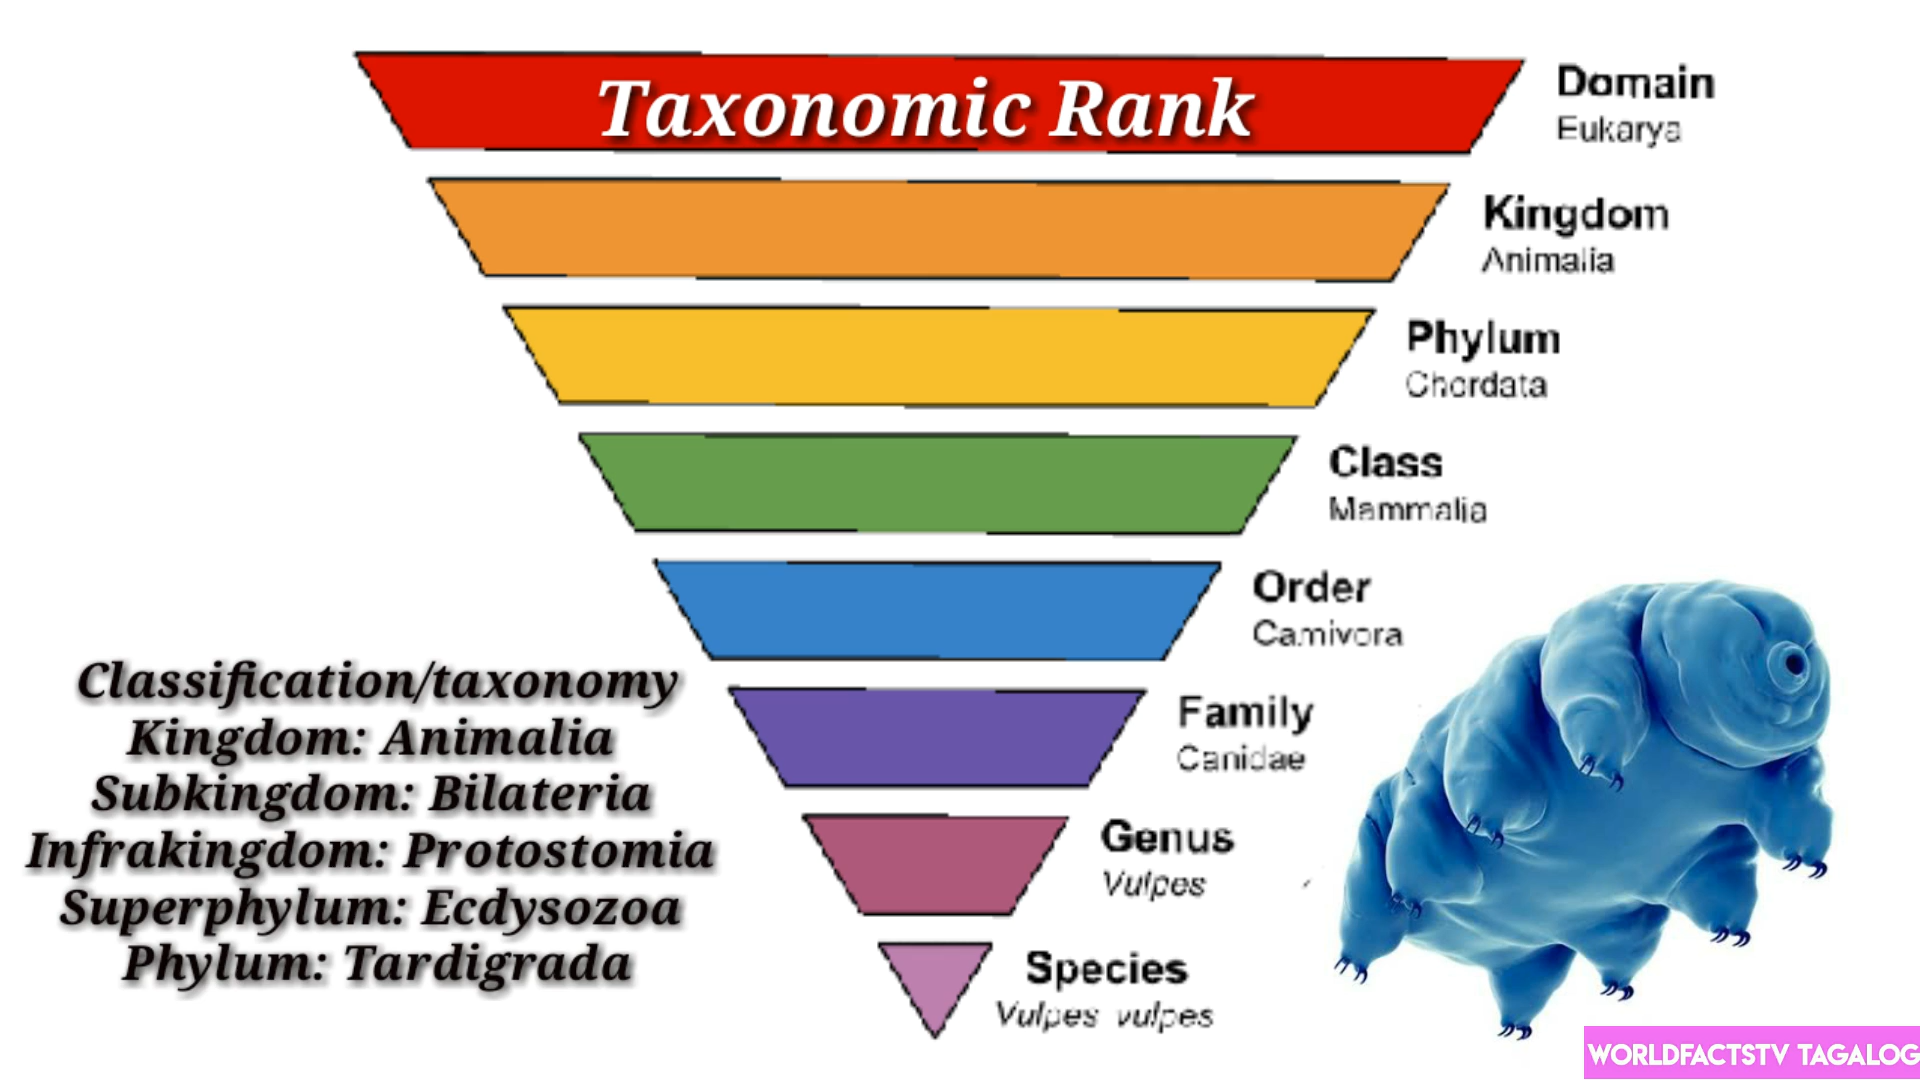 Taxonomic Rank
Domain
Eukarya
Kingdom
Animalia
Phylum
Chordata
Class
Mammalia
Order
Carnivora
Family
Canidae
Genus
Vulpes
Species
Vulpes vulpes
Classification/taxonomy
Kingdom: Animalia
Subkingdom: Bilateria
Infrakingdom: Protostomia
Superphylum: Ecdysozoa
Phylum: Tardigrada
WORLDFACTSTV TAGALOG